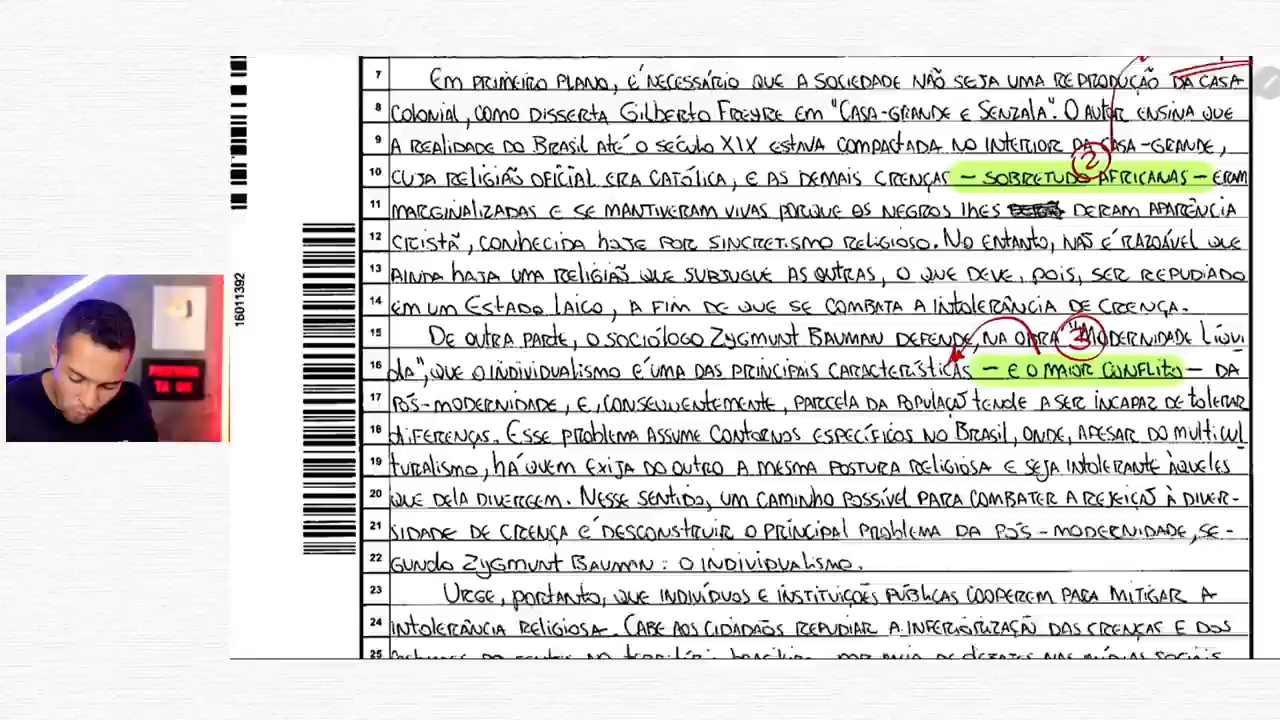 7 Em primeiro plano, é necessário que a sociedade não seja uma reprodução da casa
8 colonial, como disserta Gilberto Freyre em "Casa-Grande e Senzala". O autor ensina que
9 a realidade do Brasil até o século XIX estava compactada no interior da casa-grande,
2
10 cuja religião oficial era católica, e as demais crenças - sobretudo africanas - eram
11 marginalizadas e se mantiveram vivas porque os negros lhes deram aparência
12 cristã, conhecida hoje por sincretismo religioso. No entanto, não é razoável que
13 ainda haja uma religião que subjugue as outras, o que deve, pois, ser repudiado
14 em um Estado laico, a fim de que se combata a intolerância de crença.
3
15 De outra parte, o sociólogo Zygmunt Bauman defende, na obra "Modernidade líqui
16 da", que o individualismo é uma das principais características - e o maior conflito - da
17 pós-modernidade, e, consequentemente, parcela da população tende a ser incapaz de tolerar
18 diferenças. Esse problema assume contornos específicos no Brasil, onde, apesar do multicul
19 turalismo, há quem exija do outro a mesma postura religiosa e seja intolerante àqueles
20 que dela divergem. Nesse sentido, um caminho possível para combater a rejeição à diver-
21 sidade de crença é desconstruir o principal problema da pós-modernidade, se-
22 gundo Zygmunt Bauman: o individualismo.
23 Urge, portanto, que indivíduos e instituições públicas cooperem para mitigar a
24 intolerância religiosa. Cabe aos cidadãos repudiar a inferiorização das crenças e dos
25
16011392